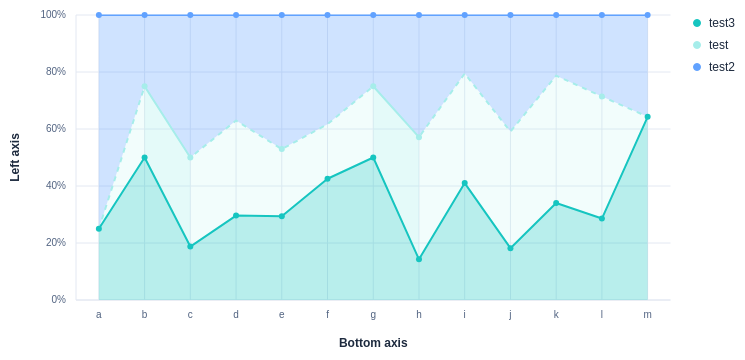 100%
80%
60%
40%
20%
0%
Left axis
a b c d e f g h i j k l m
Bottom axis
test3
test
test2